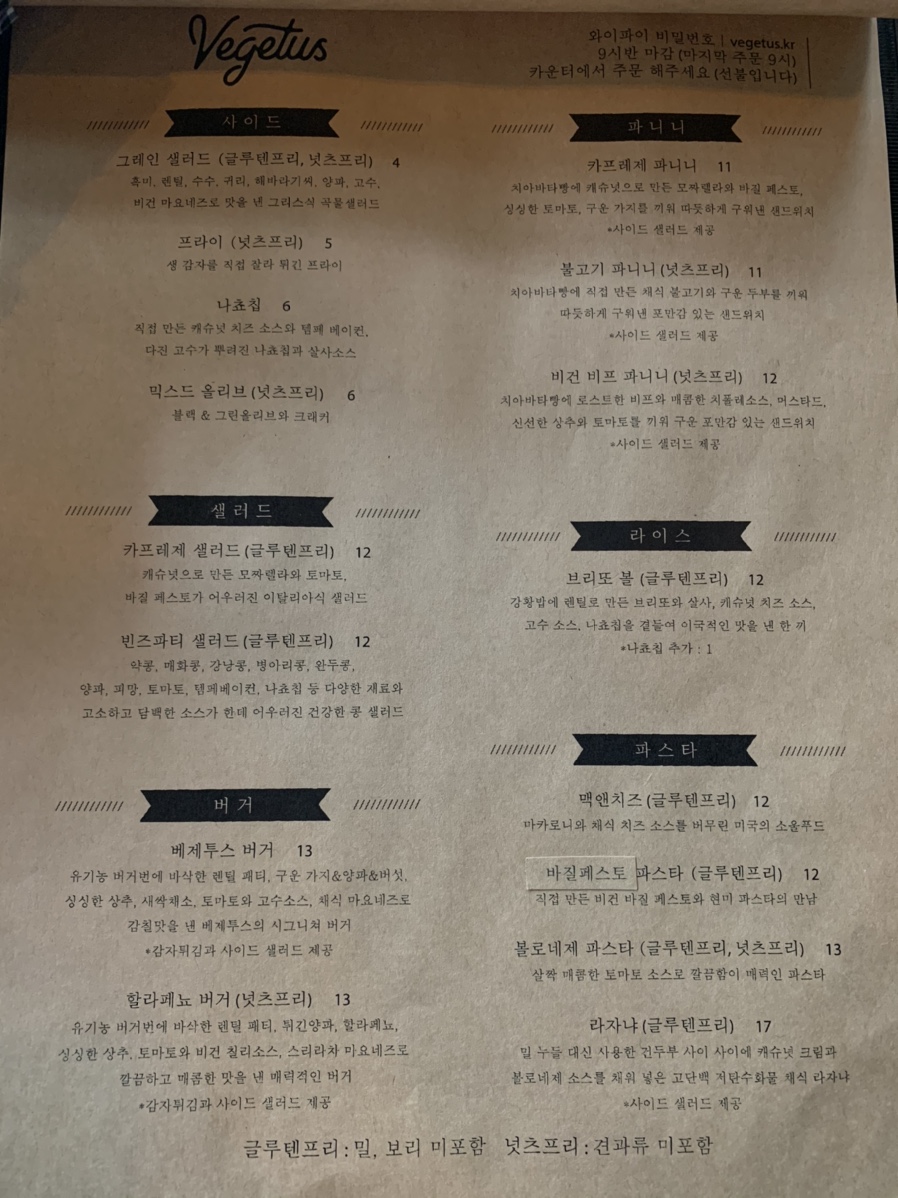 Vegetus
와이파이 비밀번호 | vegetus.kr
9시반 마감 (마지막 주문 9시)
카운터에서 주문 해주세요 (선불입니다)
사이드
그레인 샐러드 (글루텐프리, 넛츠프리) 4
흑미, 렌틸, 수수, 귀리, 해바라기씨, 양파, 고수,
비건 마요네즈로 맛을 낸 그리스식 곡물샐러드
프라이 (넛츠프리) 5
생 감자를 직접 잘라 튀긴 프라이
나쵸칩 6
직접 만든 캐슈넛 치즈 소스와 템페 베이컨,
다진 고수가 뿌려진 나쵸칩과 살사소스
믹스드 올리브 (넛츠프리) 6
블랙 & 그린올리브와 크래커
샐러드
카프레제 샐러드 (글루텐프리) 12
캐슈넛으로 만든 모짜렐라와 토마토,
바질 페스토가 어우러진 이탈리아식 샐러드
빈즈파티 샐러드 (글루텐프리) 12
약콩, 매화콩, 강낭콩, 병아리콩, 완두콩,
양파, 피망, 토마토, 템페베이컨, 나쵸칩 등 다양한 재료와
고소하고 담백한 소스가 한데 어우러진 건강한 콩 샐러드
버거
베제투스 버거 13
유기농 버거번에 바삭한 렌틸 패티, 구운 가지&양파&버섯,
싱싱한 상추, 새싹채소, 토마토와 고수소스, 채식 마요네즈로
감칠맛을 낸 베제투스의 시그니쳐 버거
*감자튀김과 사이드 샐러드 제공
할라페뇨 버거 (넛츠프리) 13
유기농 버거번에 바삭한 렌틸 패티, 튀긴양파, 할라페뇨,
싱싱한 상추, 토마토와 비건 칠리소스, 스리라차 마요네즈로
깔끔하고 매콤한 맛을 낸 매력적인 버거
*감자튀김과 사이드 샐러드 제공
파니니
카프레제 파니니 11
치아바타빵에 캐슈넛으로 만든 모짜렐라와 바질 페스토,
싱싱한 토마토, 구운 가지를 끼워 따듯하게 구워낸 샌드위치
*사이드 샐러드 제공
불고기 파니니 (넛츠프리) 11
치아바타빵에 직접 만든 채식 불고기와 구운 두부를 끼워
따듯하게 구워낸 포만감 있는 샌드위치
*사이드 샐러드 제공
비건 비프 파니니 (넛츠프리) 12
치아바타빵에 로스트한 비프와 매콤한 치폴레소스, 머스타드,
신선한 상추와 토마토를 끼워 구운 포만감 있는 샌드위치
*사이드 샐러드 제공
라이스
브리또 볼 (글루텐프리) 12
강황밥에 렌틸로 만든 브리또와 살사, 캐슈넛 치즈 소스,
고수 소스, 나쵸칩을 곁들여 이국적인 맛을 낸 한 끼
*나쵸칩 추가 : 1
파스타
맥앤치즈 (글루텐프리) 12
마카로니와 채식 치즈 소스를 버무린 미국의 소울푸드
바질페스토 파스타 (글루텐프리) 12
직접 만든 비건 바질 페스토와 현미 파스타의 만남
볼로네제 파스타 (글루텐프리, 넛츠프리) 13
살짝 매콤한 토마토 소스로 깔끔함이 매력인 파스타
라자냐 (글루텐프리) 17
밀 누들 대신 사용한 건두부 사이 사이에 캐슈넛 크림과
볼로네제 소스를 채워 넣은 고단백 저탄수화물 채식 라자냐
*사이드 샐러드 제공
글루텐프리 : 밀, 보리 미포함 넛츠프리 : 견과류 미포함